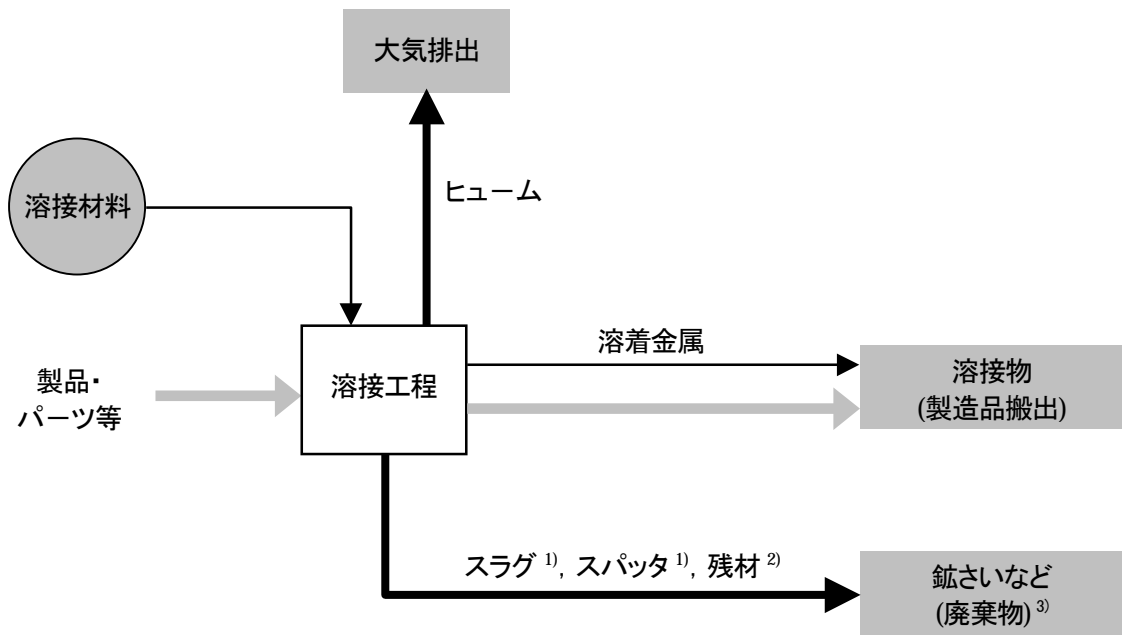 大気排出
溶接材料
ヒューム
製品・
パーツ等
溶接工程
溶着金属
溶接物
(製造品搬出)
スラグ 1), スパッタ 1), 残材 2)
鉱さいなど
(廃棄物) 3)